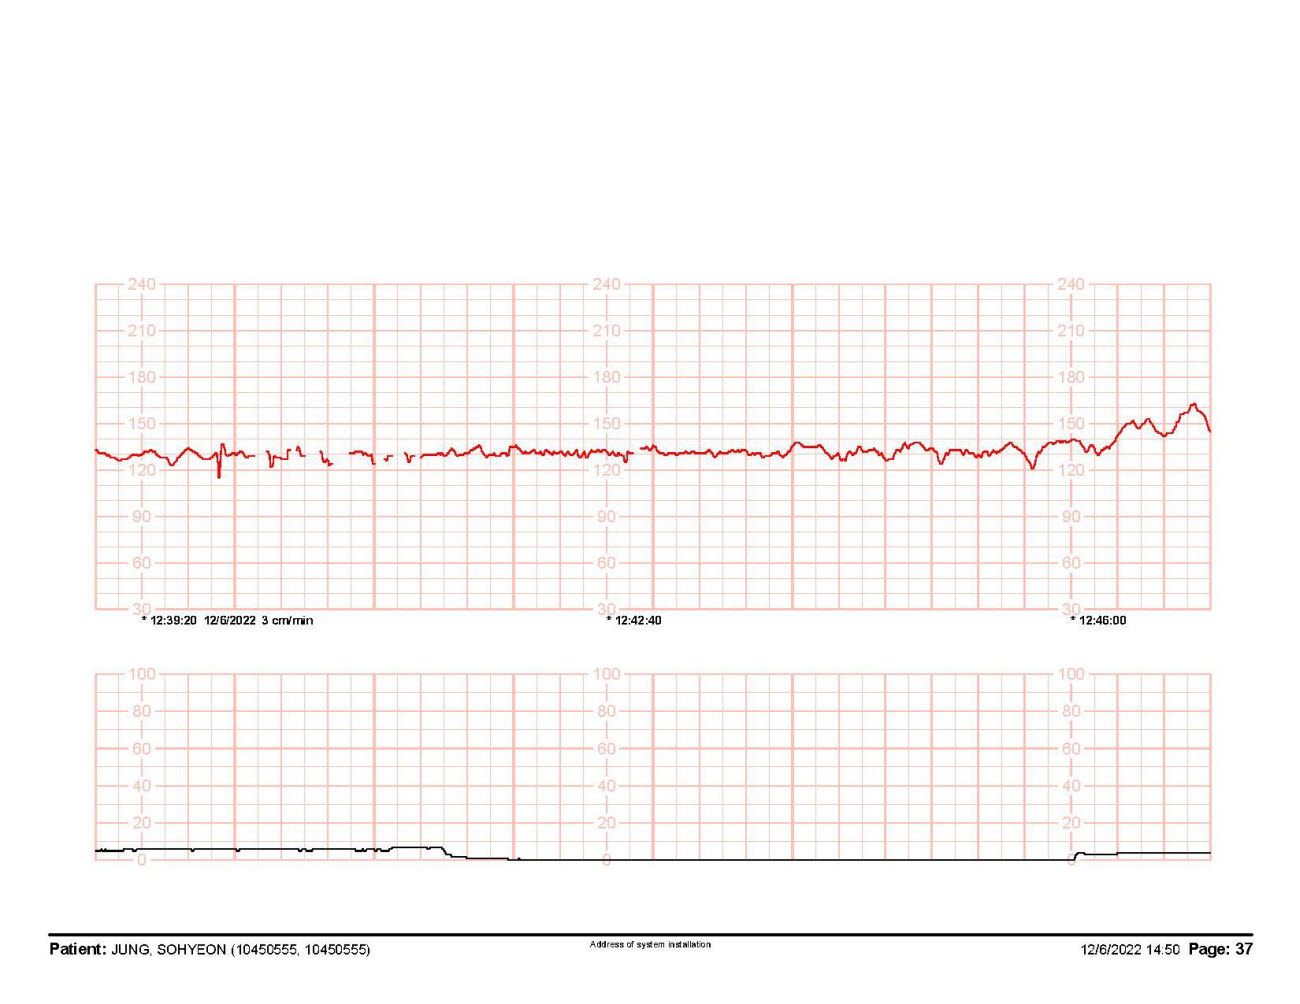 240 240 240
210 210 210
180 180 180
150 150 150
120 120 120
90 90 90
60 60 60
30 30 30
* 12:39:20 12/6/2022 3 cm/min * 12:42:40 * 12:46:00
100 100 100
80 80 80
60 60 60
40 40 40
20 20 20
0 0 0
Patient: JUNG, SOHYEON (10450555, 10450555) Address of system installation 12/6/2022 14:50 Page: 37